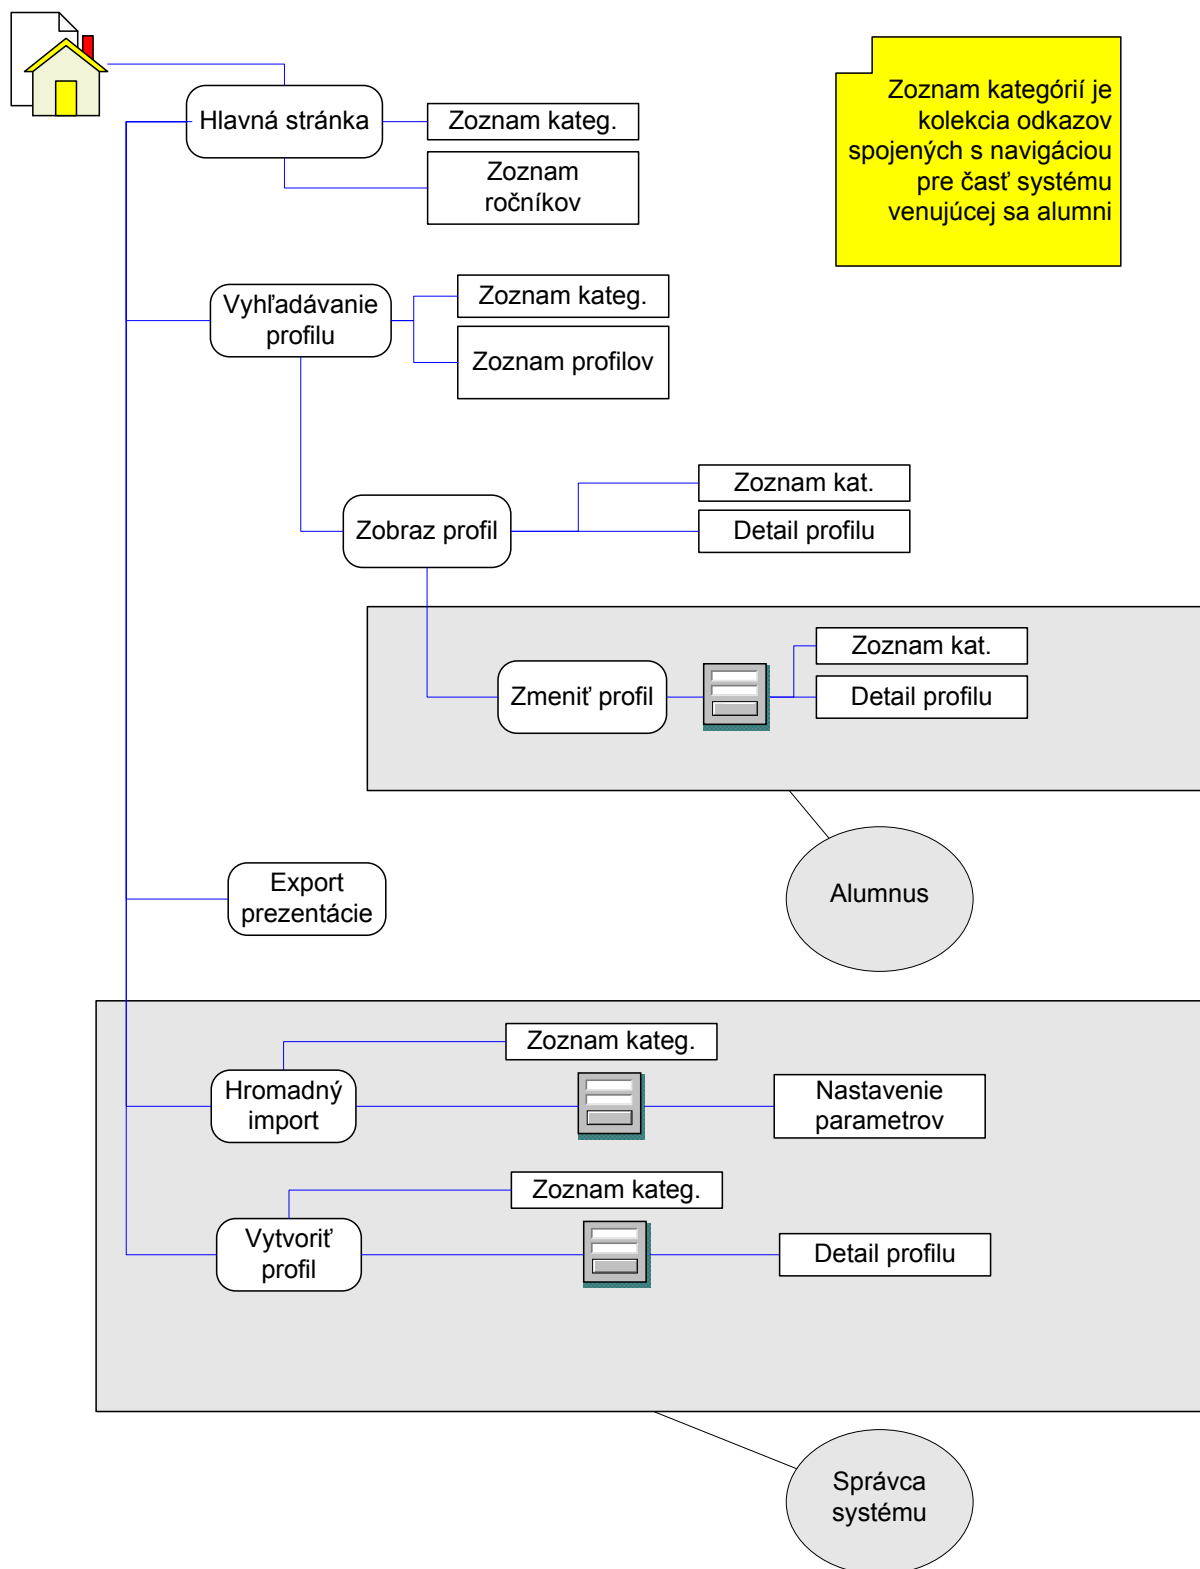 Hlavná stránka
Zoznam kateg.
Zoznam
ročníkov
Zoznam kategórií je
kolekcia odkazov
spojených s navigáciou
pre časť systému
venujúcej sa alumni
Vyhľadávanie
profilu
Zoznam kateg.
Zoznam profilov
Zobraz profil
Zoznam kat.
Detail profilu
Zmeniť profil
Zoznam kat.
Detail profilu
Alumnus
Export
prezentácie
Zoznam kateg.
Hromadný
import
Nastavenie
parametrov
Zoznam kateg.
Vytvoriť
profil
Detail profilu
Správca
systému